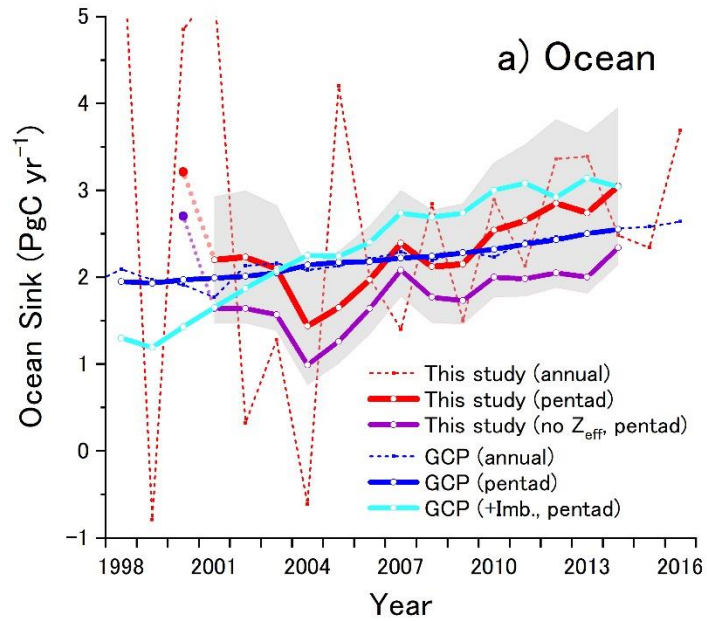 a) Ocean
Ocean Sink (PgC yr⁻¹)
5
4
3
2
1
0
−1
This study (annual)
This study (pentad)
This study (no Z_eff, pentad)
GCP (annual)
GCP (pentad)
GCP (+Imb., pentad)
1998 2001 2004 2007 2010 2013 2016
Year